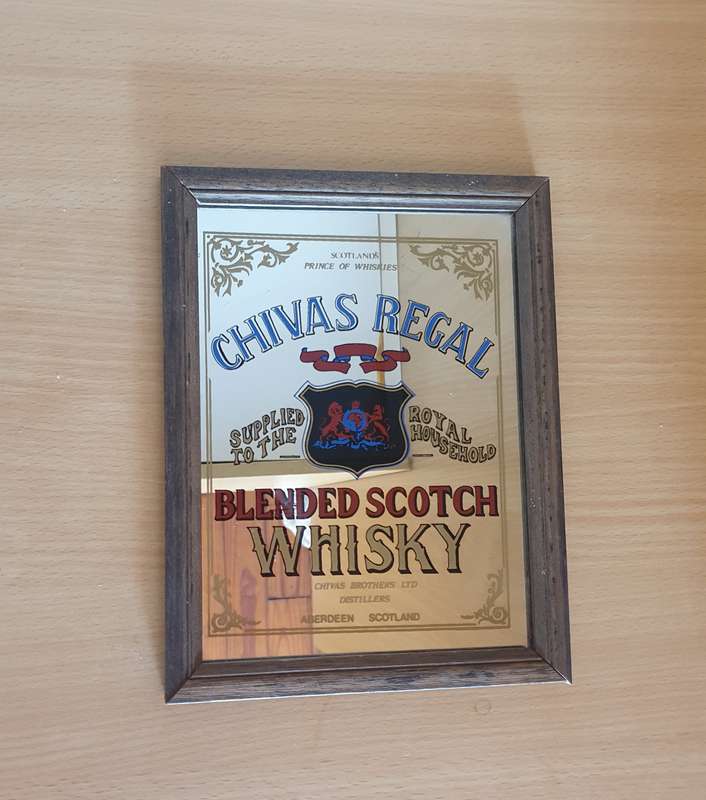 SCOTLAND'S
PRINCE OF WHISKIES
CHIVAS REGAL
SUPPLIED
TO THE
ROYAL
HOUSEHOLD
BLENDED SCOTCH
WHISKY
CHIVAS BROTHERS LTD
DISTILLERS
ABERDEEN SCOTLAND